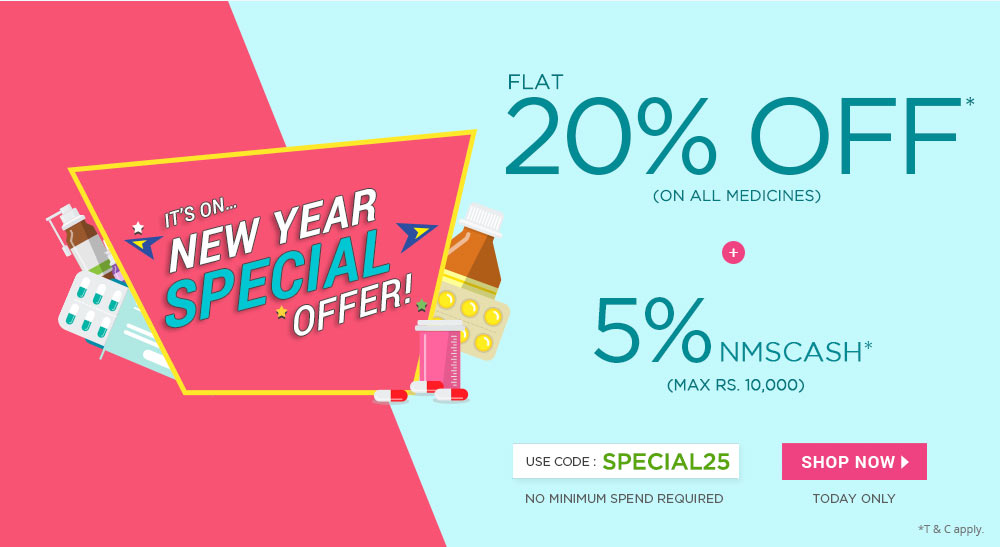 IT'S ON...
NEW YEAR
SPECIAL
OFFER!
FLAT
20% OFF*
(ON ALL MEDICINES)
+
5% NMSCASH*
(MAX RS. 10,000)
USE CODE : SPECIAL25
NO MINIMUM SPEND REQUIRED
SHOP NOW
TODAY ONLY
*T & C apply.